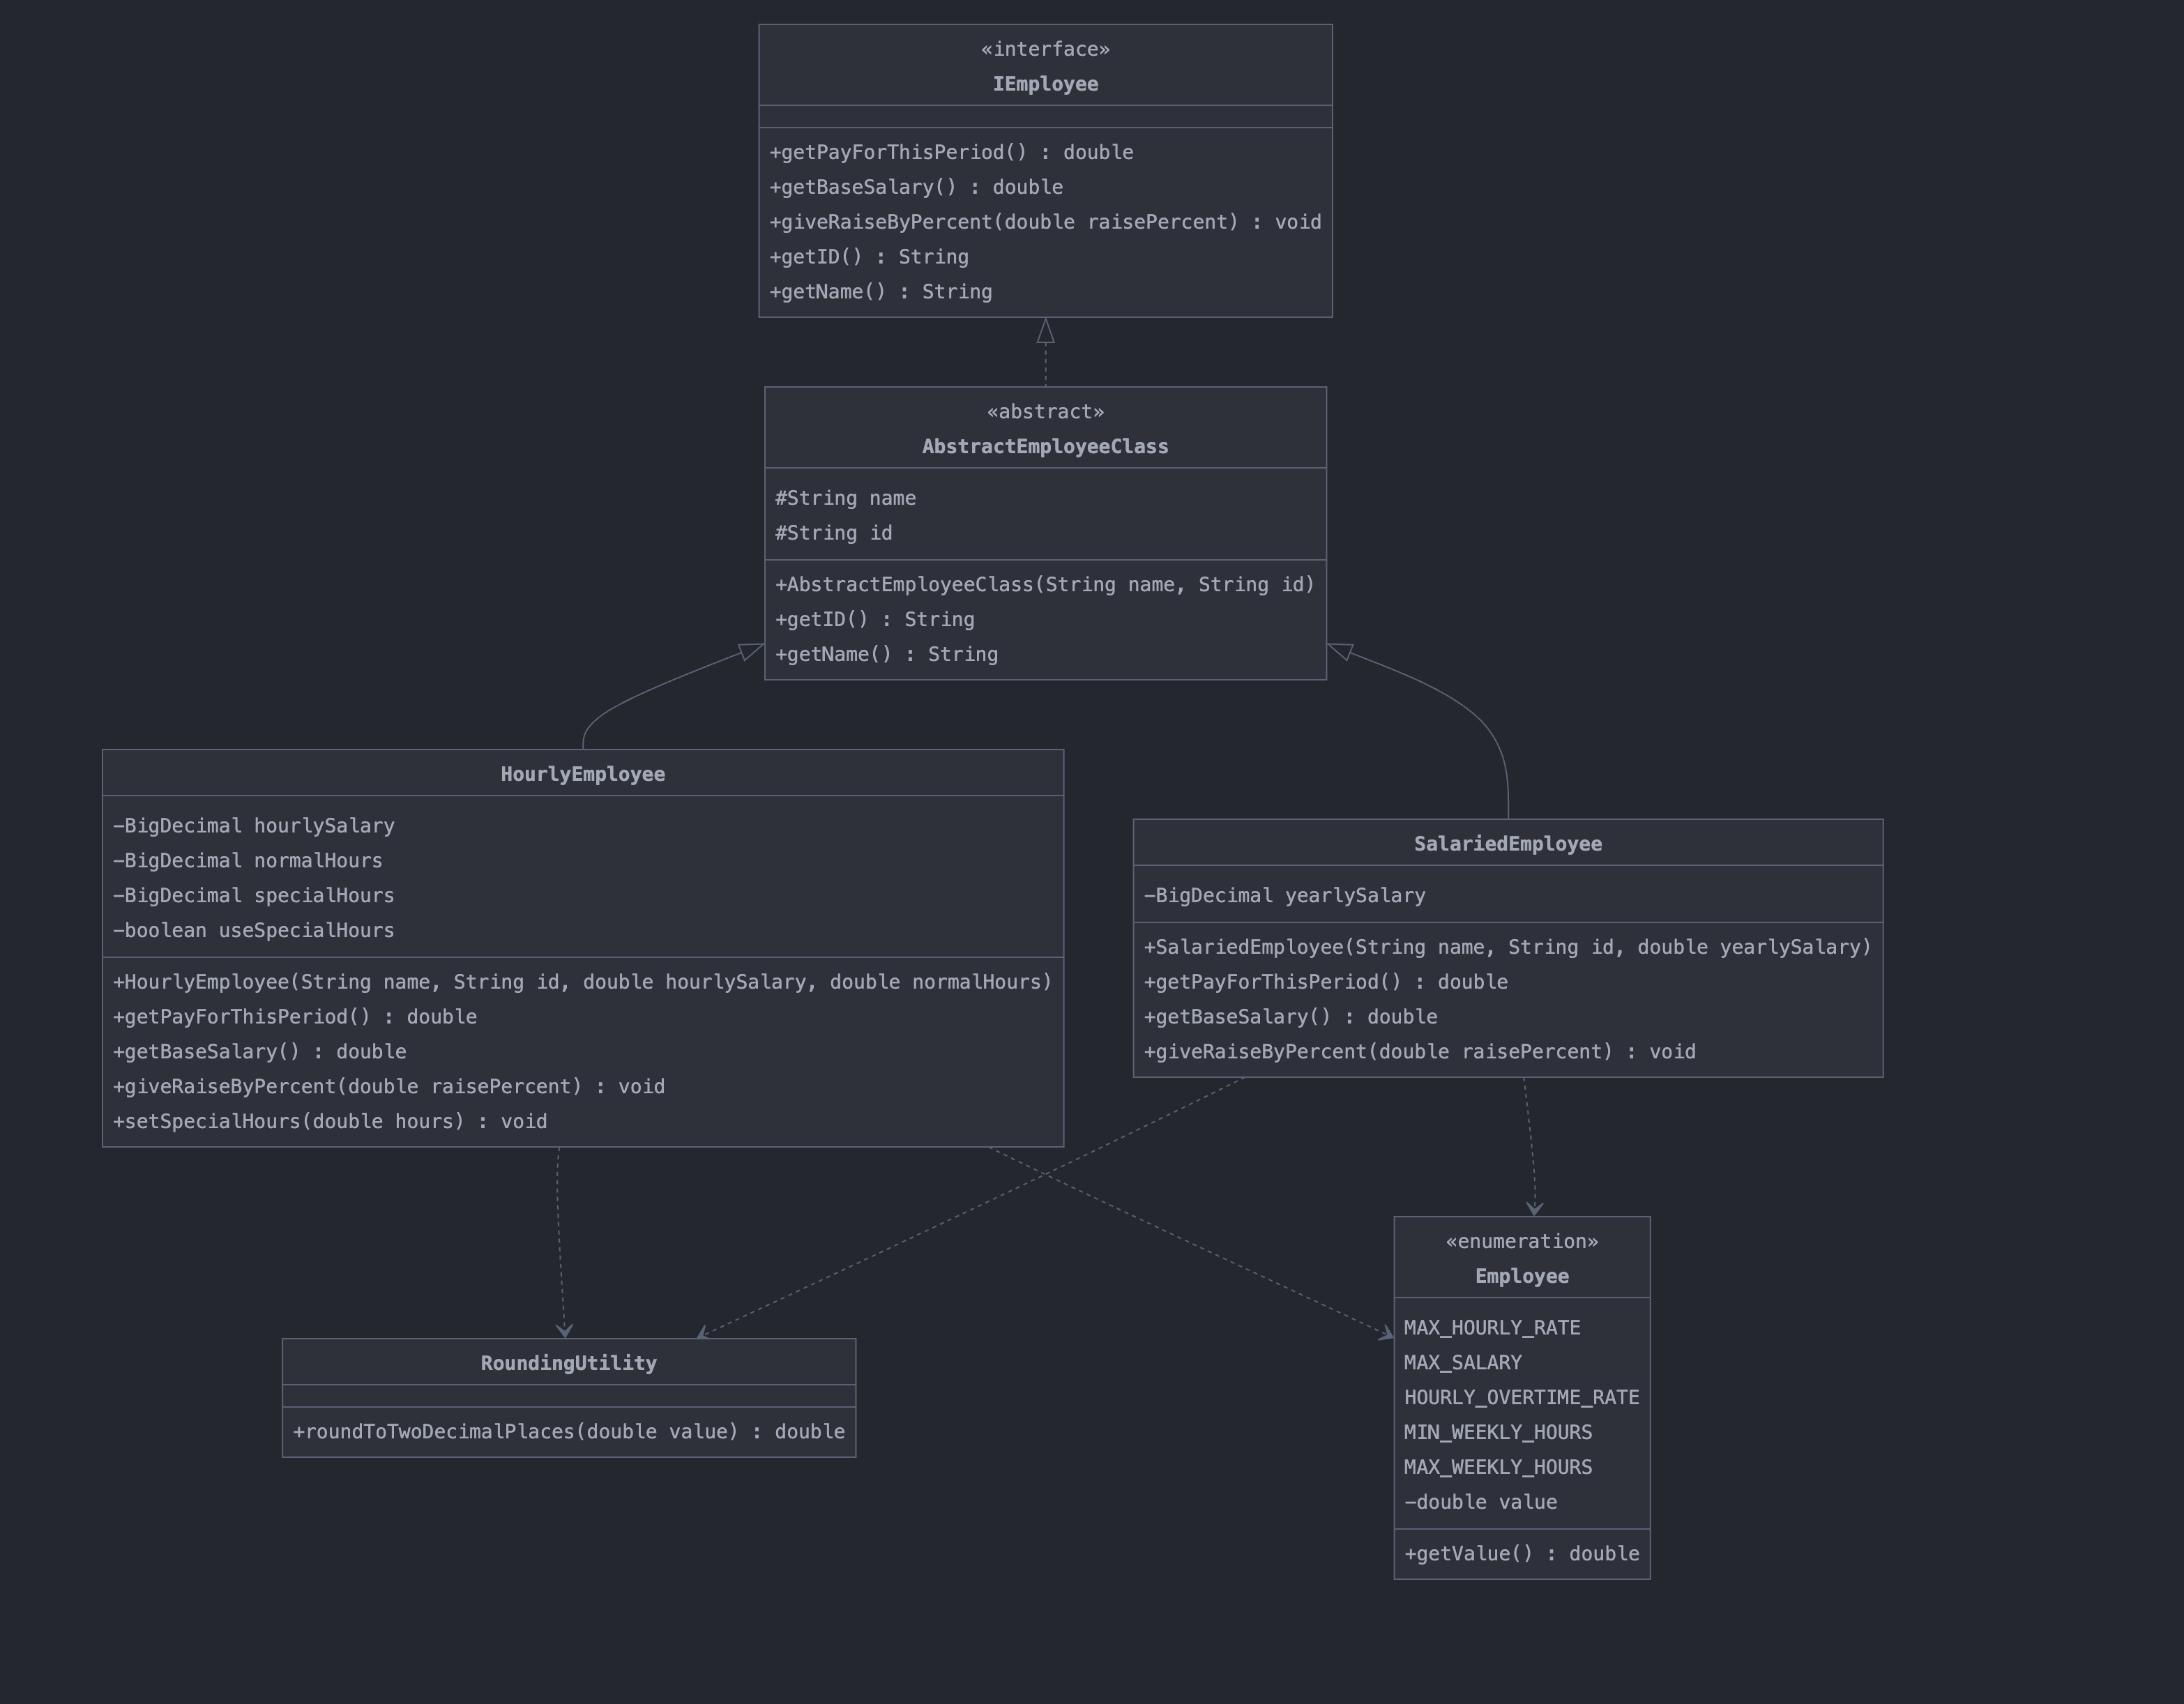 «interface»
IEmployee
+getPayForThisPeriod() : double
+getBaseSalary() : double
+giveRaiseByPercent(double raisePercent) : void
+getID() : String
+getName() : String
«abstract»
AbstractEmployeeClass
#String name
#String id
+AbstractEmployeeClass(String name, String id)
+getID() : String
+getName() : String
HourlyEmployee
-BigDecimal hourlySalary
-BigDecimal normalHours
-BigDecimal specialHours
-boolean useSpecialHours
+HourlyEmployee(String name, String id, double hourlySalary, double normalHours)
+getPayForThisPeriod() : double
+getBaseSalary() : double
+giveRaiseByPercent(double raisePercent) : void
+setSpecialHours(double hours) : void
SalariedEmployee
-BigDecimal yearlySalary
+SalariedEmployee(String name, String id, double yearlySalary)
+getPayForThisPeriod() : double
+getBaseSalary() : double
+giveRaiseByPercent(double raisePercent) : void
RoundingUtility
+roundToTwoDecimalPlaces(double value) : double
«enumeration»
Employee
MAX_HOURLY_RATE
MAX_SALARY
HOURLY_OVERTIME_RATE
MIN_WEEKLY_HOURS
MAX_WEEKLY_HOURS
-double value
+getValue() : double